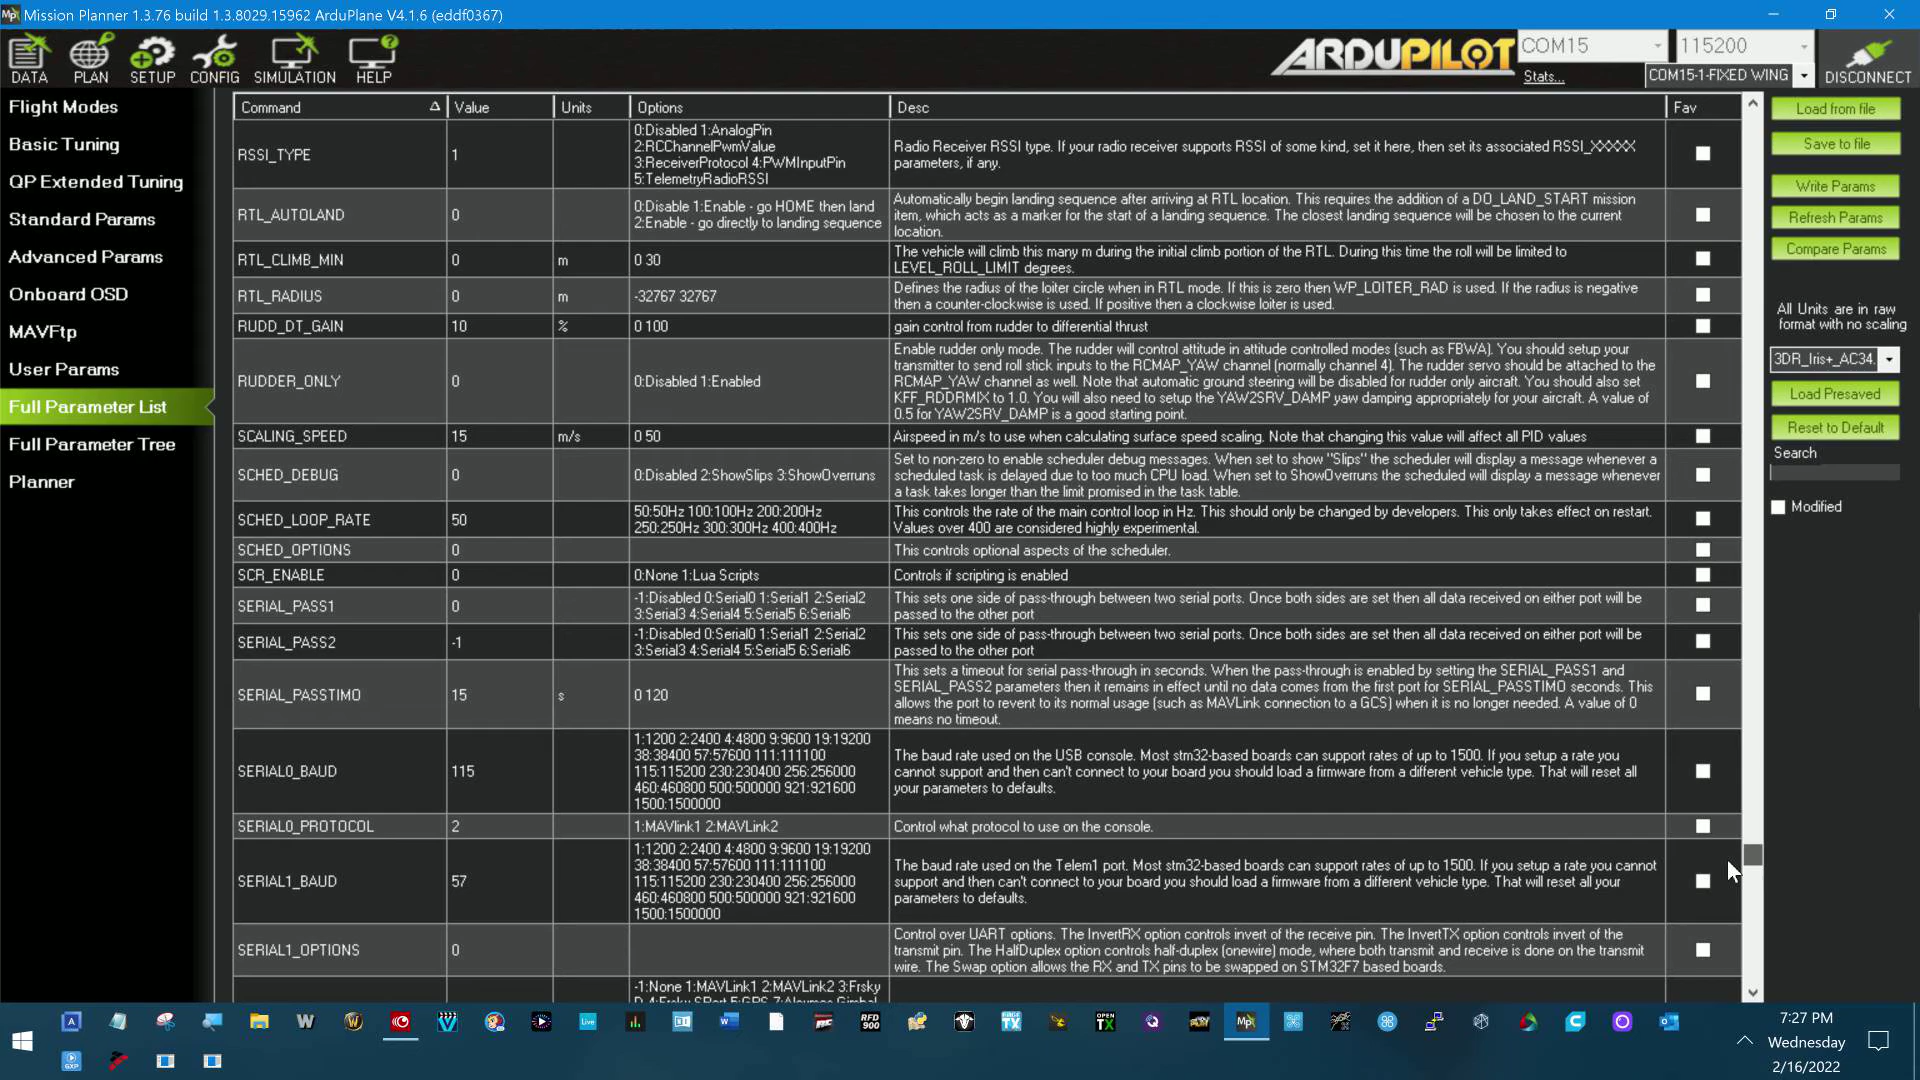 Mission Planner 1.3.76 build 1.3.8029.15962 ArduPlane V4.1.6 (eddf0367)
DATA
PLAN
SETUP
CONFIG
SIMULATION
HELP
ARDUPILOT
COM15
115200
Stats...
COM15-1-FIXED WING
DISCONNECT
Flight Modes
Basic Tuning
QP Extended Tuning
Standard Params
Advanced Params
Onboard OSD
MAVFtp
User Params
Full Parameter List
Full Parameter Tree
Planner
Command Value Units Options Desc Fav
RSSI_TYPE
1
0:Disabled 1:AnalogPin
2:RCChannelPwmValue
3:ReceiverProtocol 4:PWMInputPin
5:TelemetryRadioRSSI
Radio Receiver RSSI type. If your radio receiver supports RSSI of some kind, set it here, then set its associated RSSI_XXXXX
parameters, if any.
RTL_AUTOLAND
0
0:Disable 1:Enable - go HOME then land
2:Enable - go directly to landing sequence
Automatically begin landing sequence after arriving at RTL location. This requires the addition of a DO_LAND_START mission
item, which acts as a marker for the start of a landing sequence. The closest landing sequence will be chosen to the current
location.
RTL_CLIMB_MIN
0
m
0 30
The vehicle will climb this many m during the initial climb portion of the RTL. During this time the roll will be limited to
LEVEL_ROLL_LIMIT degrees.
RTL_RADIUS
0
m
-32767 32767
Defines the radius of the loiter circle when in RTL mode. If this is zero then WP_LOITER_RAD is used. If the radius is negative
then a counter-clockwise is used. If positive then a clockwise loiter is used.
RUDD_DT_GAIN
10
%
0 100
gain control from rudder to differential thrust
RUDDER_ONLY
0
0:Disabled 1:Enabled
Enable rudder only mode. The rudder will control attitude in attitude controlled modes (such as FBWA). You should setup your
transmitter to send roll stick inputs to the RCMAP_YAW channel (normally channel 4). The rudder servo should be attached to the
RCMAP_YAW channel as well. Note that automatic ground steering will be disabled for rudder only aircraft. You should also set
KFF_RDDRMIX to 1.0. You will also need to setup the YAW2SRV_DAMP yaw damping appropriately for your aircraft. A value of
0.5 for YAW2SRV_DAMP is a good starting point.
SCALING_SPEED
15
m/s
0 50
Airspeed in m/s to use when calculating surface speed scaling. Note that changing this value will affect all PID values
SCHED_DEBUG
0
0:Disabled 2:ShowSlips 3:ShowOverruns
Set to non-zero to enable scheduler debug messages. When set to show "Slips" the scheduler will display a message whenever a
scheduled task is delayed due to too much CPU load. When set to ShowOverruns the scheduled will display a message whenever
a task takes longer than the limit promised in the task table.
SCHED_LOOP_RATE
50
50:50Hz 100:100Hz 200:200Hz
250:250Hz 300:300Hz 400:400Hz
This controls the rate of the main control loop in Hz. This should only be changed by developers. This only takes effect on restart.
Values over 400 are considered highly experimental.
SCHED_OPTIONS
0
This controls optional aspects of the scheduler.
SCR_ENABLE
0
0:None 1:Lua Scripts
Controls if scripting is enabled
SERIAL_PASS1
0
-1:Disabled 0:Serial0 1:Serial1 2:Serial2
3:Serial3 4:Serial4 5:Serial5 6:Serial6
This sets one side of pass-through between two serial ports. Once both sides are set then all data received on either port will be
passed to the other port
SERIAL_PASS2
-1
-1:Disabled 0:Serial0 1:Serial1 2:Serial2
3:Serial3 4:Serial4 5:Serial5 6:Serial6
This sets one side of pass-through between two serial ports. Once both sides are set then all data received on either port will be
passed to the other port
SERIAL_PASSTIMO
15
s
0 120
This sets a timeout for serial pass-through in seconds. When the pass-through is enabled by setting the SERIAL_PASS1 and
SERIAL_PASS2 parameters then it remains in effect until no data comes from the first port for SERIAL_PASSTIMO seconds. This
allows the port to revent to its normal usage (such as MAVLink connection to a GCS) when it is no longer needed. A value of 0
means no timeout.
SERIAL0_BAUD
115
1:1200 2:2400 4:4800 9:9600 19:19200
38:38400 57:57600 111:111100
115:115200 230:230400 256:256000
460:460800 500:500000 921:921600
1500:1500000
The baud rate used on the USB console. Most stm32-based boards can support rates of up to 1500. If you setup a rate you
cannot support and then can't connect to your board you should load a firmware from a different vehicle type. That will reset all
your parameters to defaults.
SERIAL0_PROTOCOL
2
1:MAVlink1 2:MAVLink2
Control what protocol to use on the console.
SERIAL1_BAUD
57
1:1200 2:2400 4:4800 9:9600 19:19200
38:38400 57:57600 111:111100
115:115200 230:230400 256:256000
460:460800 500:500000 921:921600
1500:1500000
The baud rate used on the Telem1 port. Most stm32-based boards can support rates of up to 1500. If you setup a rate you cannot
support and then can't connect to your board you should load a firmware from a different vehicle type. That will reset all your
parameters to defaults.
SERIAL1_OPTIONS
0
Control over UART options. The InvertRX option controls invert of the receive pin. The InvertTX option controls invert of the
transmit pin. The HalfDuplex option controls half-duplex (onewire) mode, where both transmit and receive is done on the transmit
wire. The Swap option allows the RX and TX pins to be swapped on STM32F7 based boards.
-1:None 1:MAVLink1 2:MAVLink2 3:Frsky
D 4:Frsky SPort 5:GPS 7:Alexmos Gimbal
Load from file
Save to file
Write Params
Refresh Params
Compare Params
All Units are in raw
format with no scaling
3DR_Iris+_AC34.
Load Presaved
Reset to Default
Search
Modified
7:27 PM
Wednesday
2/16/2022